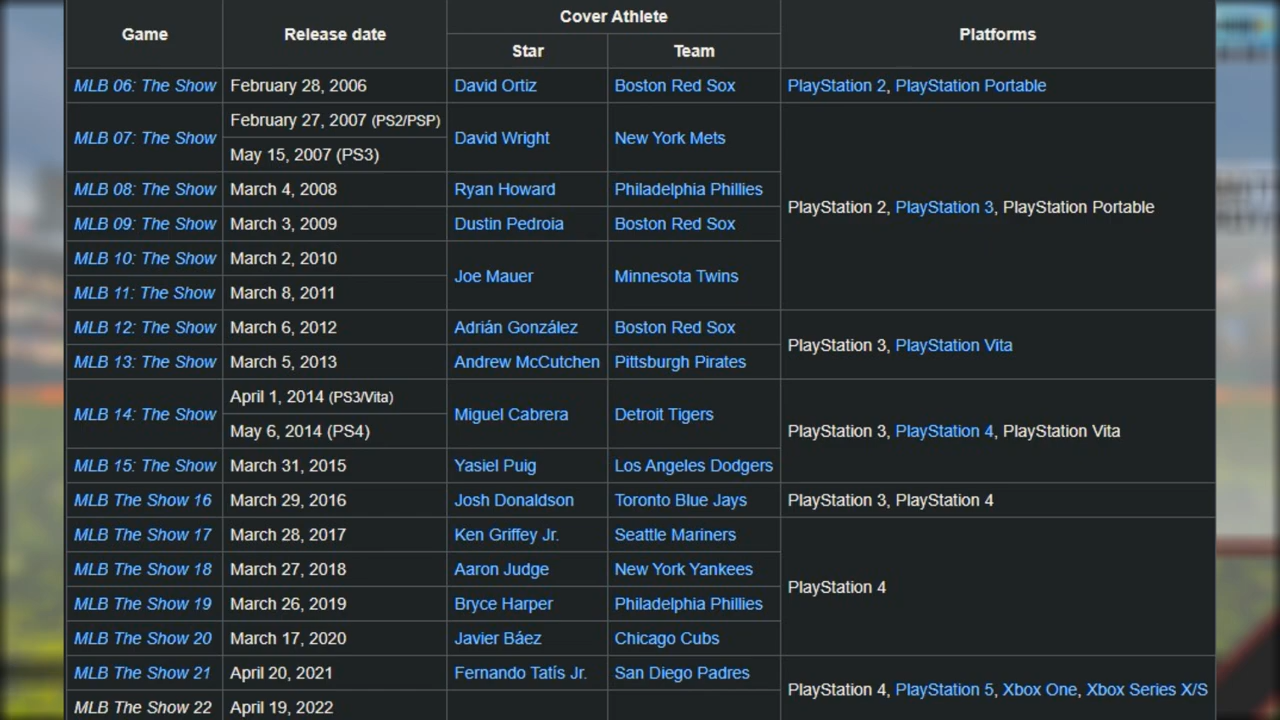 Game Release date Cover Athlete Platforms
Star Team
MLB 06: The Show February 28, 2006 David Ortiz Boston Red Sox PlayStation 2, PlayStation Portable
MLB 07: The Show February 27, 2007 (PS2/PSP) David Wright New York Mets PlayStation 2, PlayStation 3, PlayStation Portable
May 15, 2007 (PS3)
MLB 08: The Show March 4, 2008 Ryan Howard Philadelphia Phillies
MLB 09: The Show March 3, 2009 Dustin Pedroia Boston Red Sox
MLB 10: The Show March 2, 2010 Joe Mauer Minnesota Twins
MLB 11: The Show March 8, 2011
MLB 12: The Show March 6, 2012 Adrián González Boston Red Sox PlayStation 3, PlayStation Vita
MLB 13: The Show March 5, 2013 Andrew McCutchen Pittsburgh Pirates
MLB 14: The Show April 1, 2014 (PS3/Vita) Miguel Cabrera Detroit Tigers PlayStation 3, PlayStation 4, PlayStation Vita
May 6, 2014 (PS4)
MLB 15: The Show March 31, 2015 Yasiel Puig Los Angeles Dodgers
MLB The Show 16 March 29, 2016 Josh Donaldson Toronto Blue Jays PlayStation 3, PlayStation 4
MLB The Show 17 March 28, 2017 Ken Griffey Jr. Seattle Mariners PlayStation 4
MLB The Show 18 March 27, 2018 Aaron Judge New York Yankees
MLB The Show 19 March 26, 2019 Bryce Harper Philadelphia Phillies
MLB The Show 20 March 17, 2020 Javier Báez Chicago Cubs
MLB The Show 21 April 20, 2021 Fernando Tatís Jr. San Diego Padres PlayStation 4, PlayStation 5, Xbox One, Xbox Series X/S
MLB The Show 22 April 19, 2022